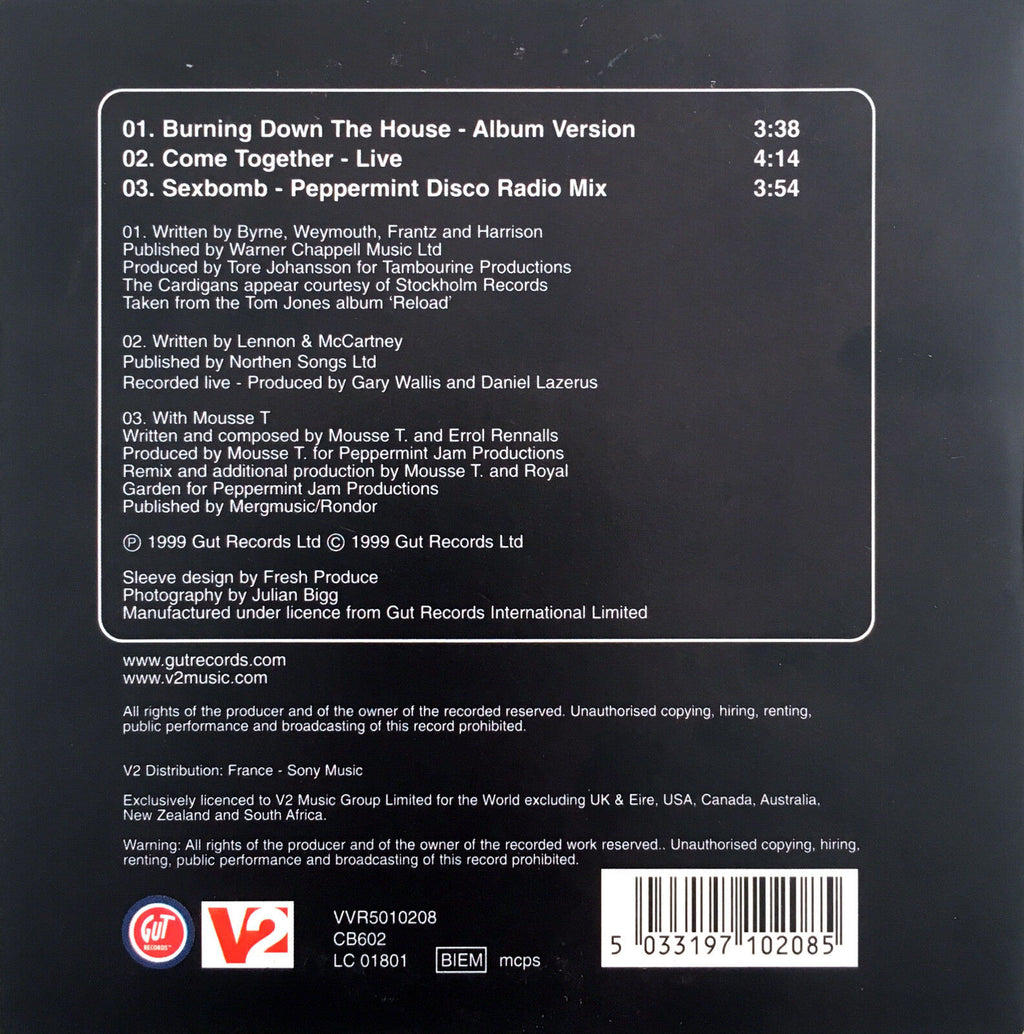 01. Burning Down The House - Album Version 3:38
02. Come Together - Live 4:14
03. Sexbomb - Peppermint Disco Radio Mix 3:54
01. Written by Byrne, Weymouth, Frantz and Harrison
Published by Warner Chappell Music Ltd
Produced by Tore Johansson for Tambourine Productions
The Cardigans appear courtesy of Stockholm Records
Taken from the Tom Jones album ‘Reload’
02. Written by Lennon & McCartney
Published by Northen Songs Ltd
Recorded live - Produced by Gary Wallis and Daniel Lazerus
03. With Mousse T
Written and composed by Mousse T. and Errol Rennalls
Produced by Mousse T. for Peppermint Jam Productions
Remix and additional production by Mousse T. and Royal
Garden for Peppermint Jam Productions
Published by Mergmusic/Rondor
℗ 1999 Gut Records Ltd © 1999 Gut Records Ltd
Sleeve design by Fresh Produce
Photography by Julian Bigg
Manufactured under licence from Gut Records International Limited
www.gutrecords.com
www.v2music.com
All rights of the producer and of the owner of the recorded reserved. Unauthorised copying, hiring, renting,
public performance and broadcasting of this record prohibited.
V2 Distribution: France - Sony Music
Exclusively licenced to V2 Music Group Limited for the World excluding UK & Eire, USA, Canada, Australia,
New Zealand and South Africa.
Warning: All rights of the producer and of the owner of the recorded work reserved.. Unauthorised copying, hiring,
renting, public performance and broadcasting of this record prohibited.
GUT
RECORDS™
V2
VVR5010208
CB602
LC 01801 BIEM mcps
5 033197 102085